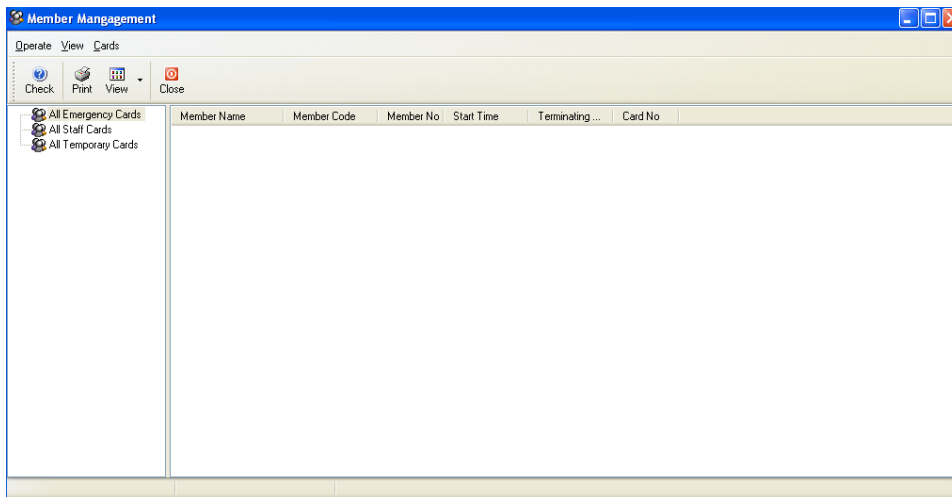 Member Mangagement
Operate View Cards
Check Print View Close
All Emergency Cards
All Staff Cards
All Temporary Cards
Member Name Member Code Member No Start Time Terminating ... Card No